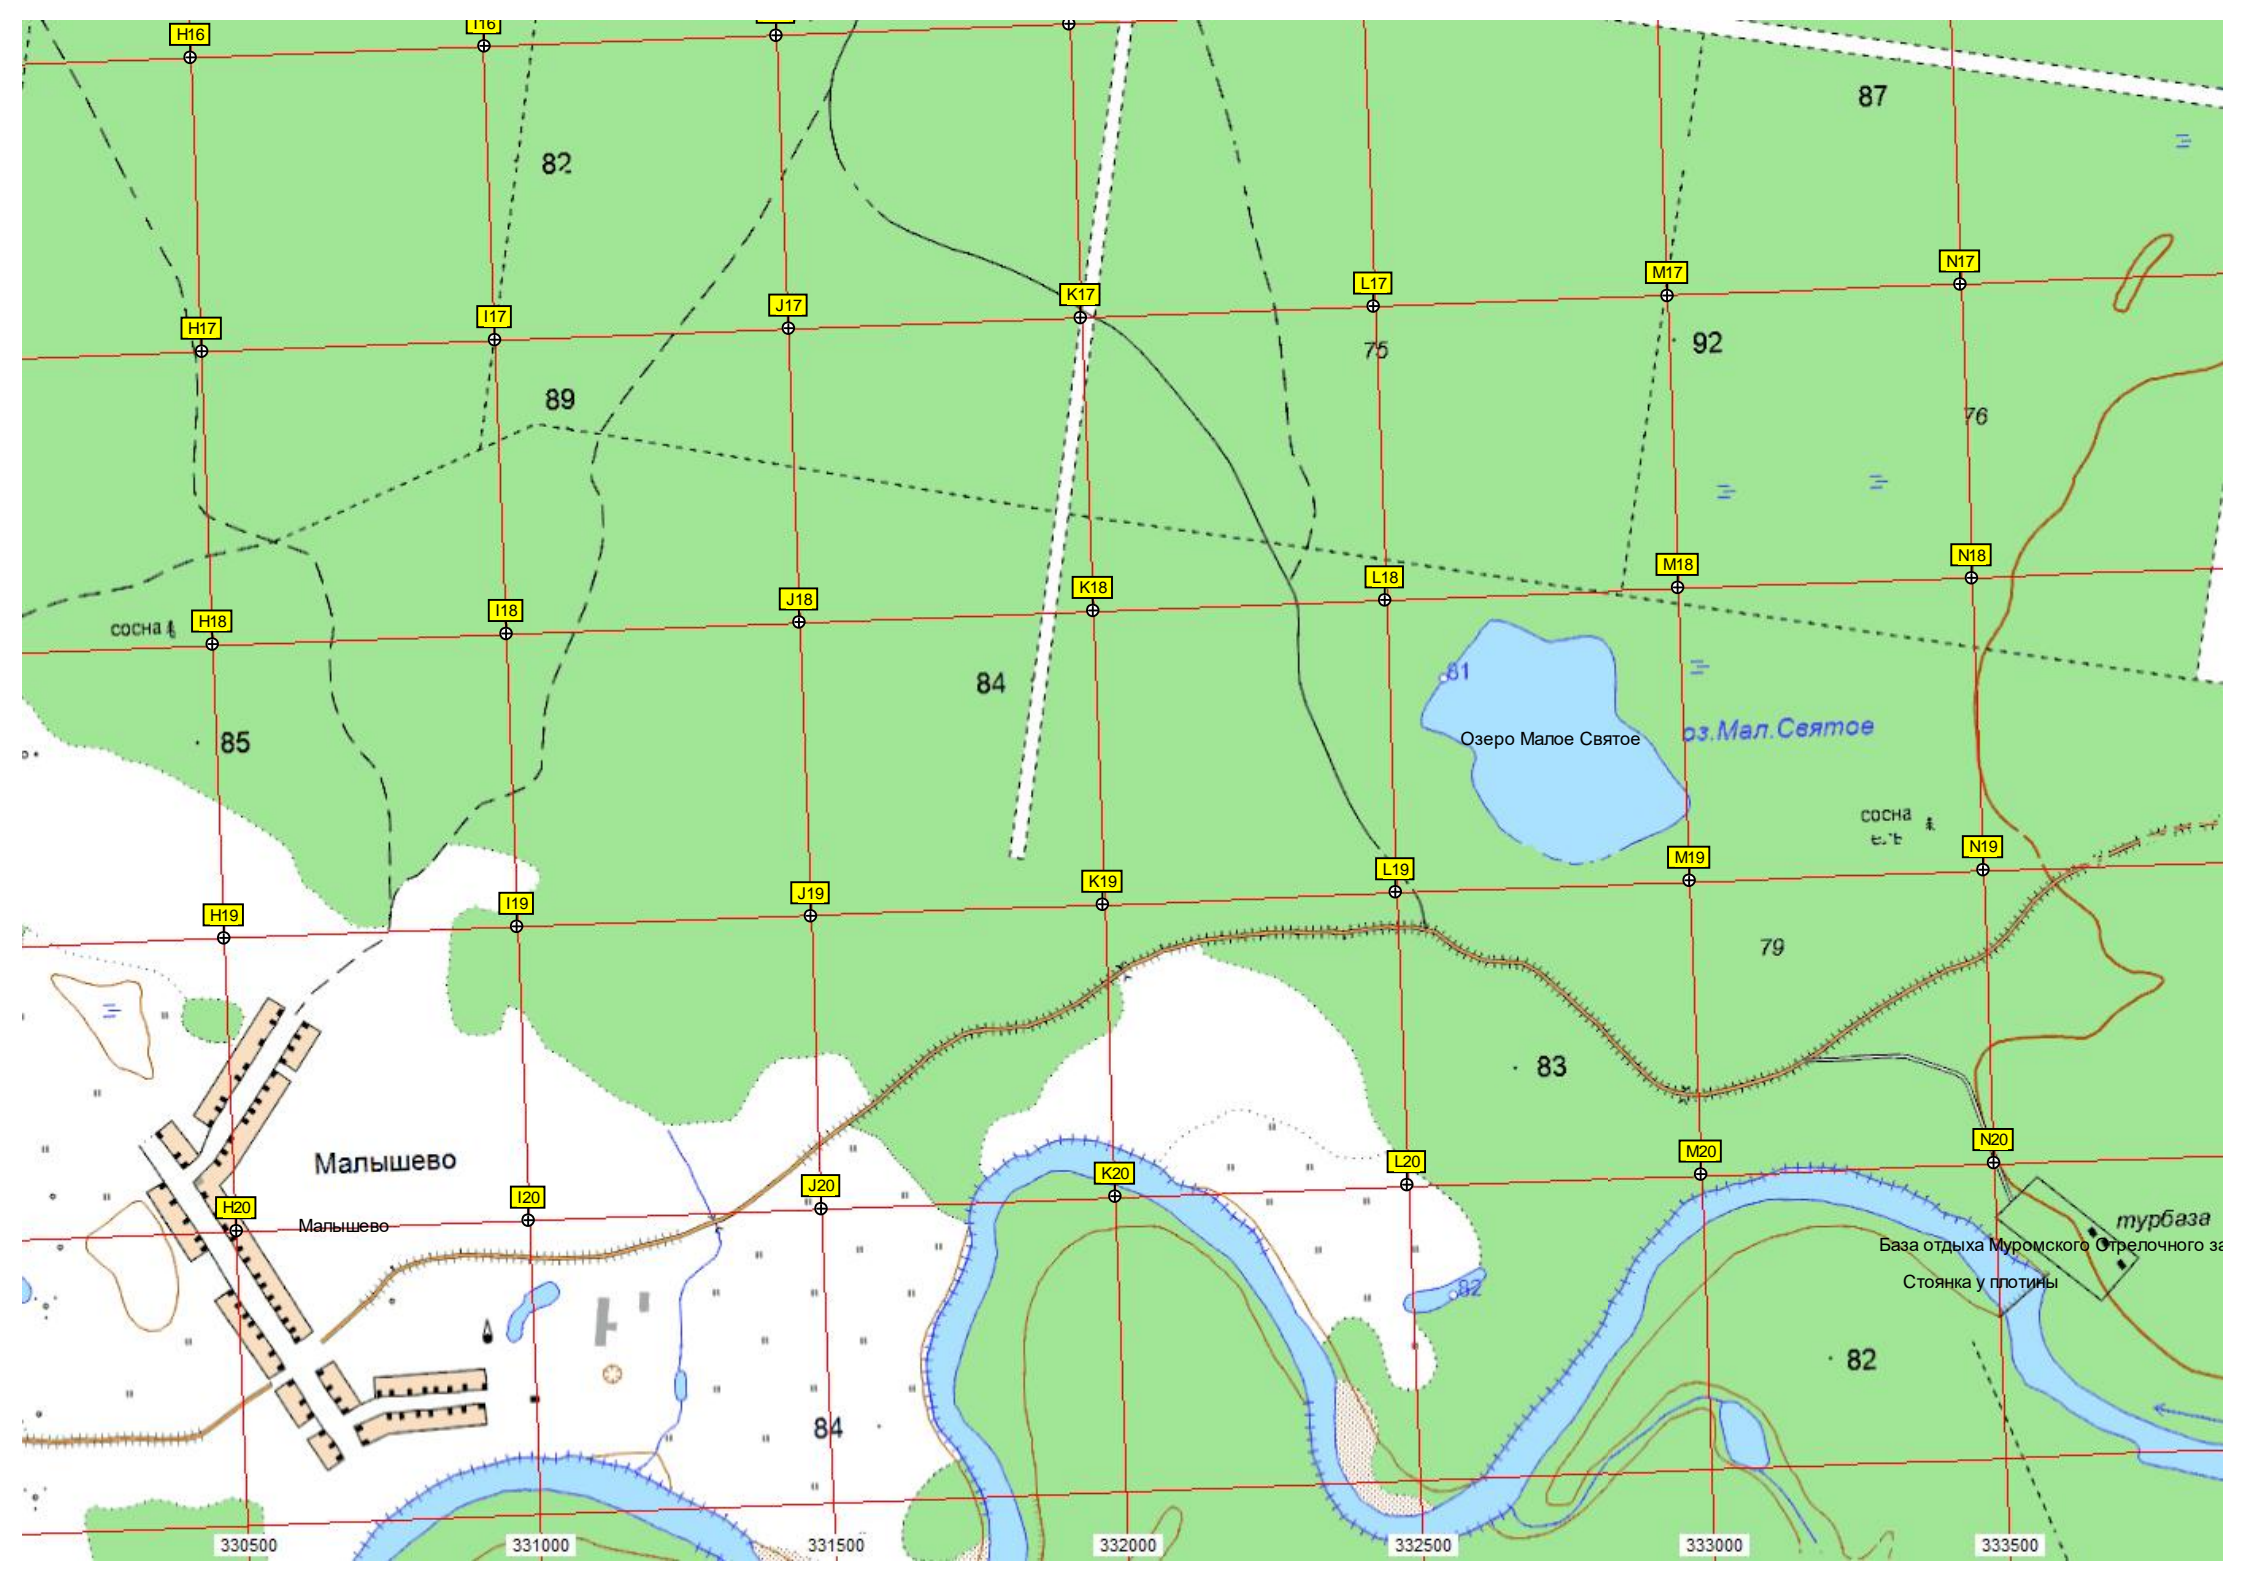 H16
I16
87
82
N17
M17
L17
K17
J17
I17
H17
92
75
89
76
N18
M18
L18
K18
J18
I18
H18
сосна
81
84
оз.Мал.Святое
Озеро Малое Святое
85
сосна
N19
M19
L19
K19
J19
I19
H19
79
83
N20
M20
Малышево
L20
K20
J20
I20
H20
турбаза
Малышево
База отдыха Муромского Стрелочного за
Стоянка у плотины
82
82
84
330500 331000 331500 332000 332500 333000 333500